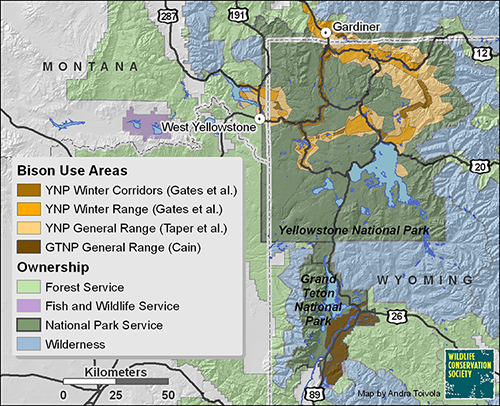 287
191
Gardiner
89
12
MONTANA
West Yellowstone
20
Yellowstone National Park
WYOMING
Grand
Teton
National
Park
26
89
Bison Use Areas
YNP Winter Corridors (Gates et al.)
YNP Winter Range (Gates et al.)
YNP General Range (Taper et al.)
GTNP General Range (Cain)
Ownership
Forest Service
Fish and Wildlife Service
National Park Service
Wilderness
Kilometers
0 25 50
WILDLIFE
CONSERVATION
SOCIETY
Map by Andra Toivola